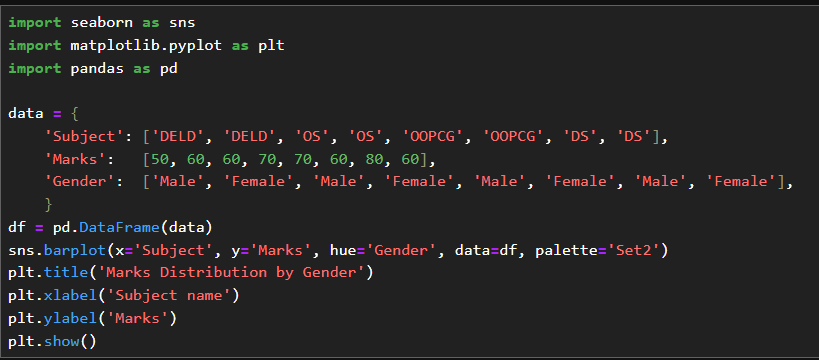 import seaborn as sns
import matplotlib.pyplot as plt
import pandas as pd

data = {
    'Subject': ['DELD', 'DELD', 'OS', 'OS', 'OOPCG', 'OOPCG', 'DS', 'DS'],
    'Marks':   [50, 60, 60, 70, 70, 60, 80, 60],
    'Gender':  ['Male', 'Female', 'Male', 'Female', 'Male', 'Female', 'Male', 'Female'],
    }
df = pd.DataFrame(data)
sns.barplot(x='Subject', y='Marks', hue='Gender', data=df, palette='Set2')
plt.title('Marks Distribution by Gender')
plt.xlabel('Subject name')
plt.ylabel('Marks')
plt.show()